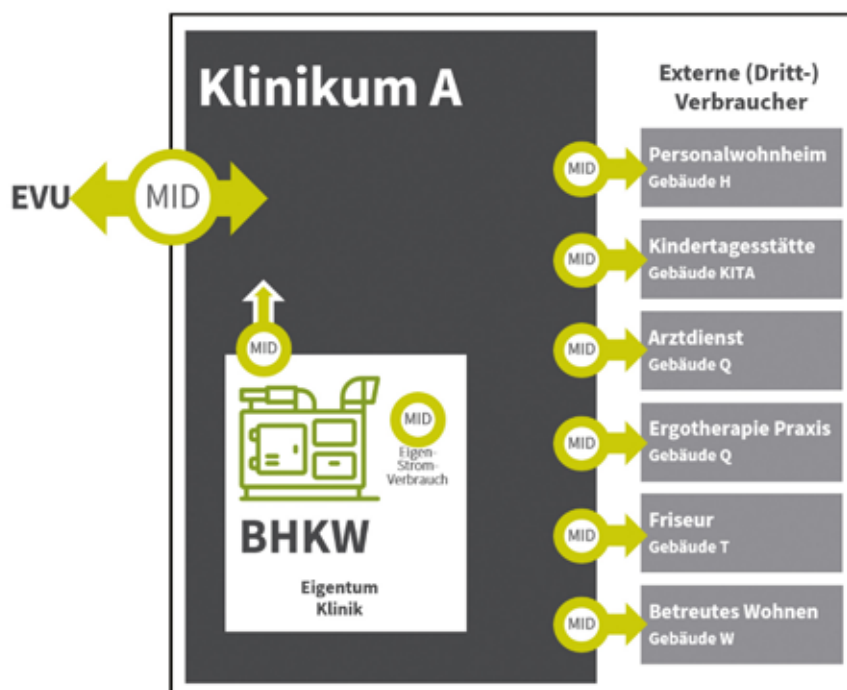 Klinikum A
Externe (Dritt-)
Verbraucher
EVU
MID
MID
Personalwohnheim
Gebäude H
MID
Kindertagesstätte
Gebäude KITA
MID
Arztdienst
Gebäude Q
MID
Ergotherapie Praxis
Gebäude Q
MID
Friseur
Gebäude T
MID
Betreutes Wohnen
Gebäude W
MID
MID
Eigen-
Strom-
Verbrauch
BHKW
Eigentum
Klinik